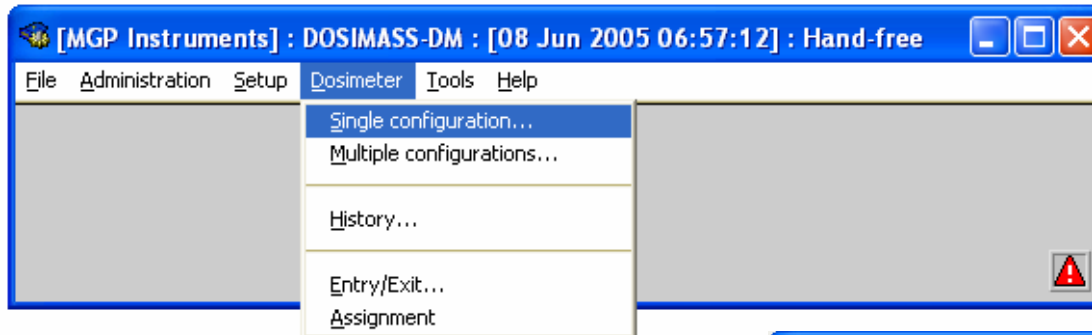 [MGP Instruments] : DOSIMASS-DM : [08 Jun 2005 06:57:12] : Hand-free
File Administration Setup Dosimeter Tools Help
Single configuration...
Multiple configurations...
History...
Entry/Exit...
Assignment